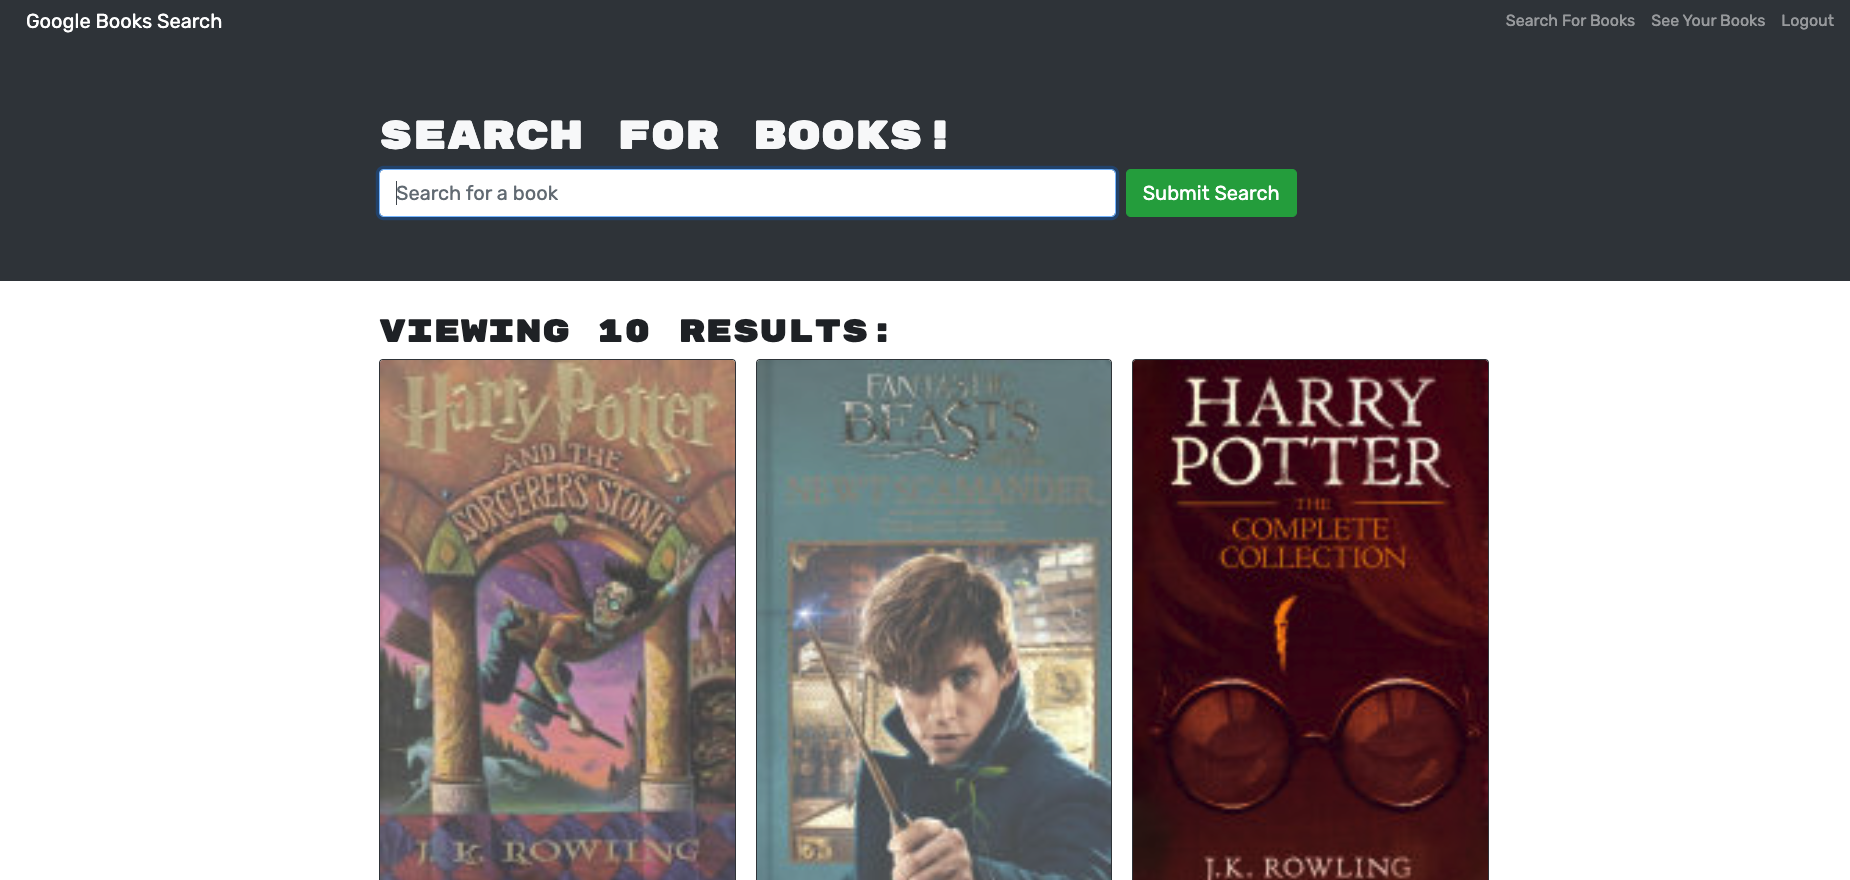 Google Books Search
Search For Books
See Your Books
Logout
SEARCH FOR BOOKS!
Search for a book
Submit Search
VIEWING 10 RESULTS:
Harry Potter
AND THE
SORCERERS STONE
J. K. ROWLING
FANTASTIC
BEASTS
NEWT SCAMANDER
HARRY
POTTER
THE
COMPLETE
COLLECTION
J.K. ROWLING